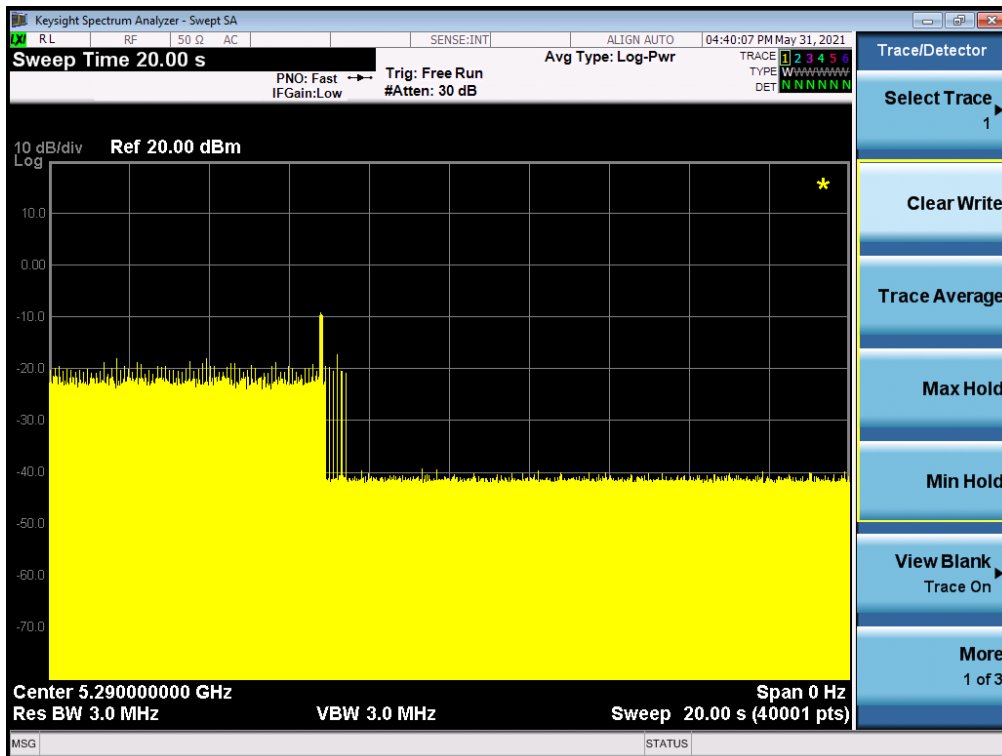 Keysight Spectrum Analyzer - Swept SA
LXI RL RF 50 Ω AC SENSE:INT ALIGN AUTO 04:40:07 PM May 31, 2021
Sweep Time 20.00 s
PNO: Fast
IFGain:Low
Trig: Free Run
#Atten: 30 dB
Avg Type: Log-Pwr
TRACE 1 2 3 4 5 6
TYPE WWWWWWW
DET N N N N N N
Trace/Detector
Select Trace
1
Clear Write
Trace Average
Max Hold
Min Hold
View Blank
Trace On
More
1 of 3
10 dB/div Ref 20.00 dBm
Log
*
10.0
0.00
-10.0
-20.0
-30.0
-40.0
-50.0
-60.0
-70.0
Center 5.290000000 GHz Span 0 Hz
Res BW 3.0 MHz VBW 3.0 MHz Sweep 20.00 s (40001 pts)
MSG STATUS